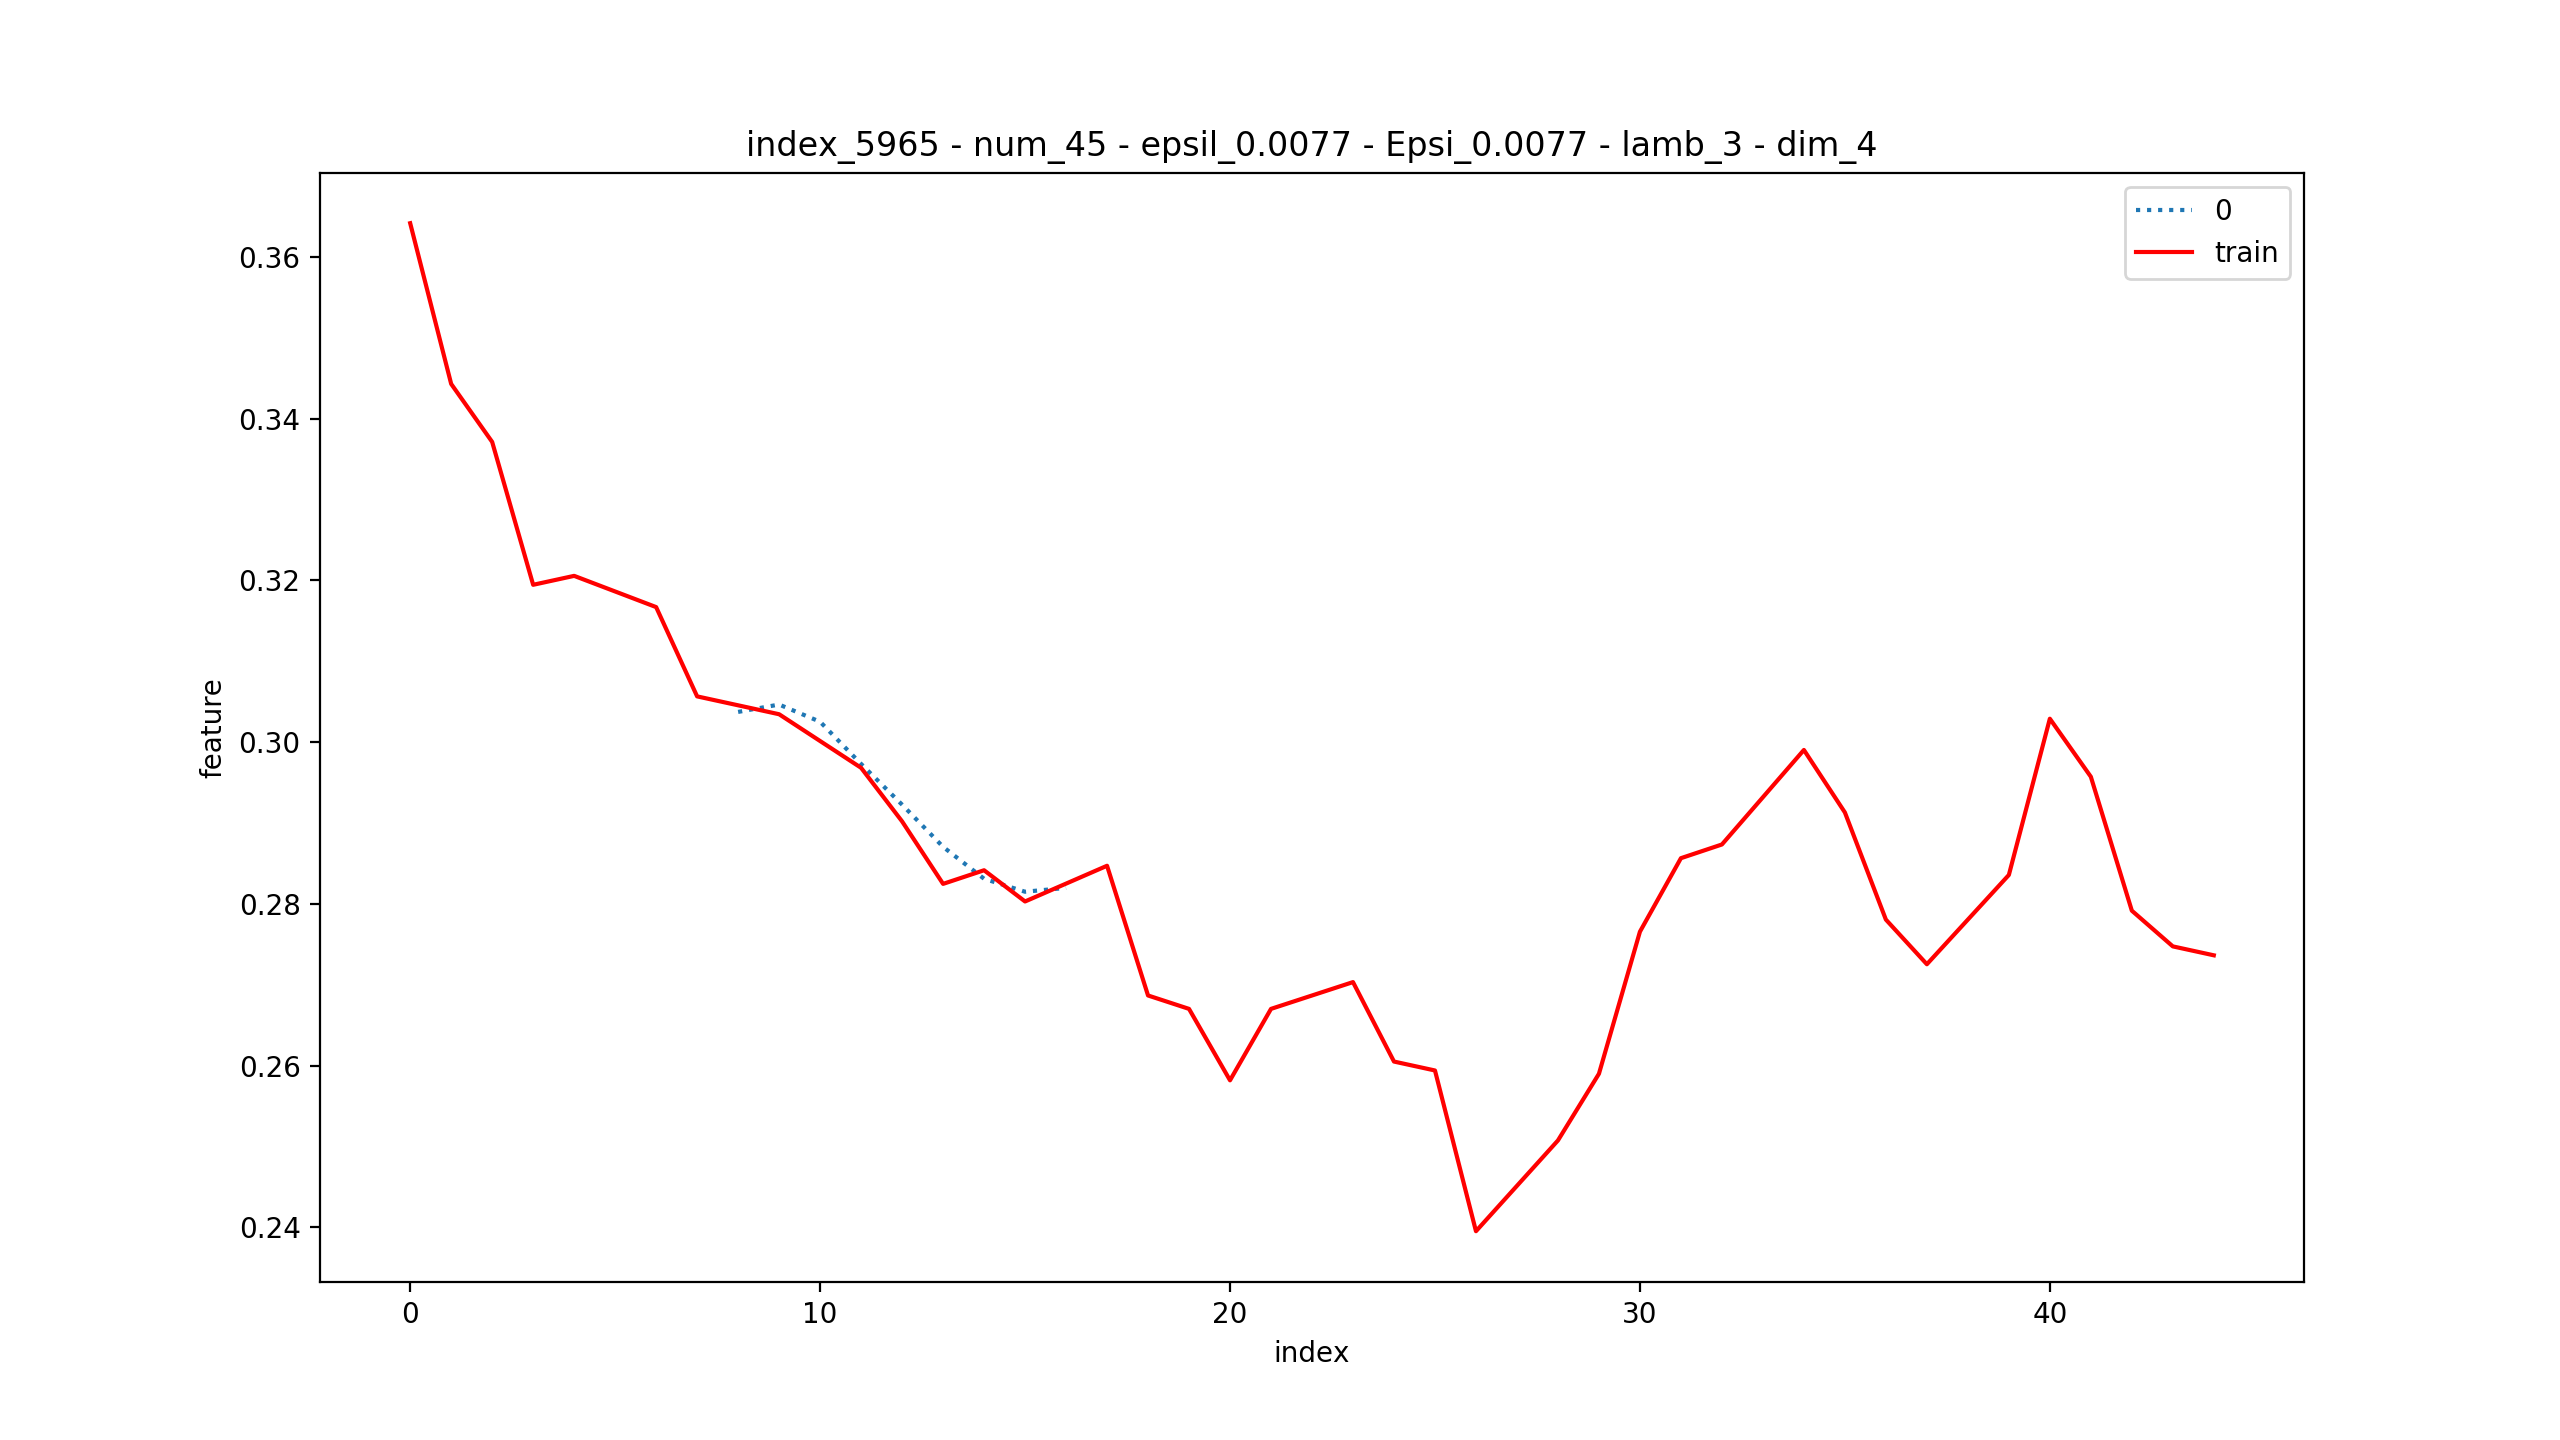 index_5965 - num_45 - epsil_0.0077 - Epsi_0.0077 - lamb_3 - dim_4
0
train
feature
0.36
0.34
0.32
0.30
0.28
0.26
0.24
0 10 20 30 40
index